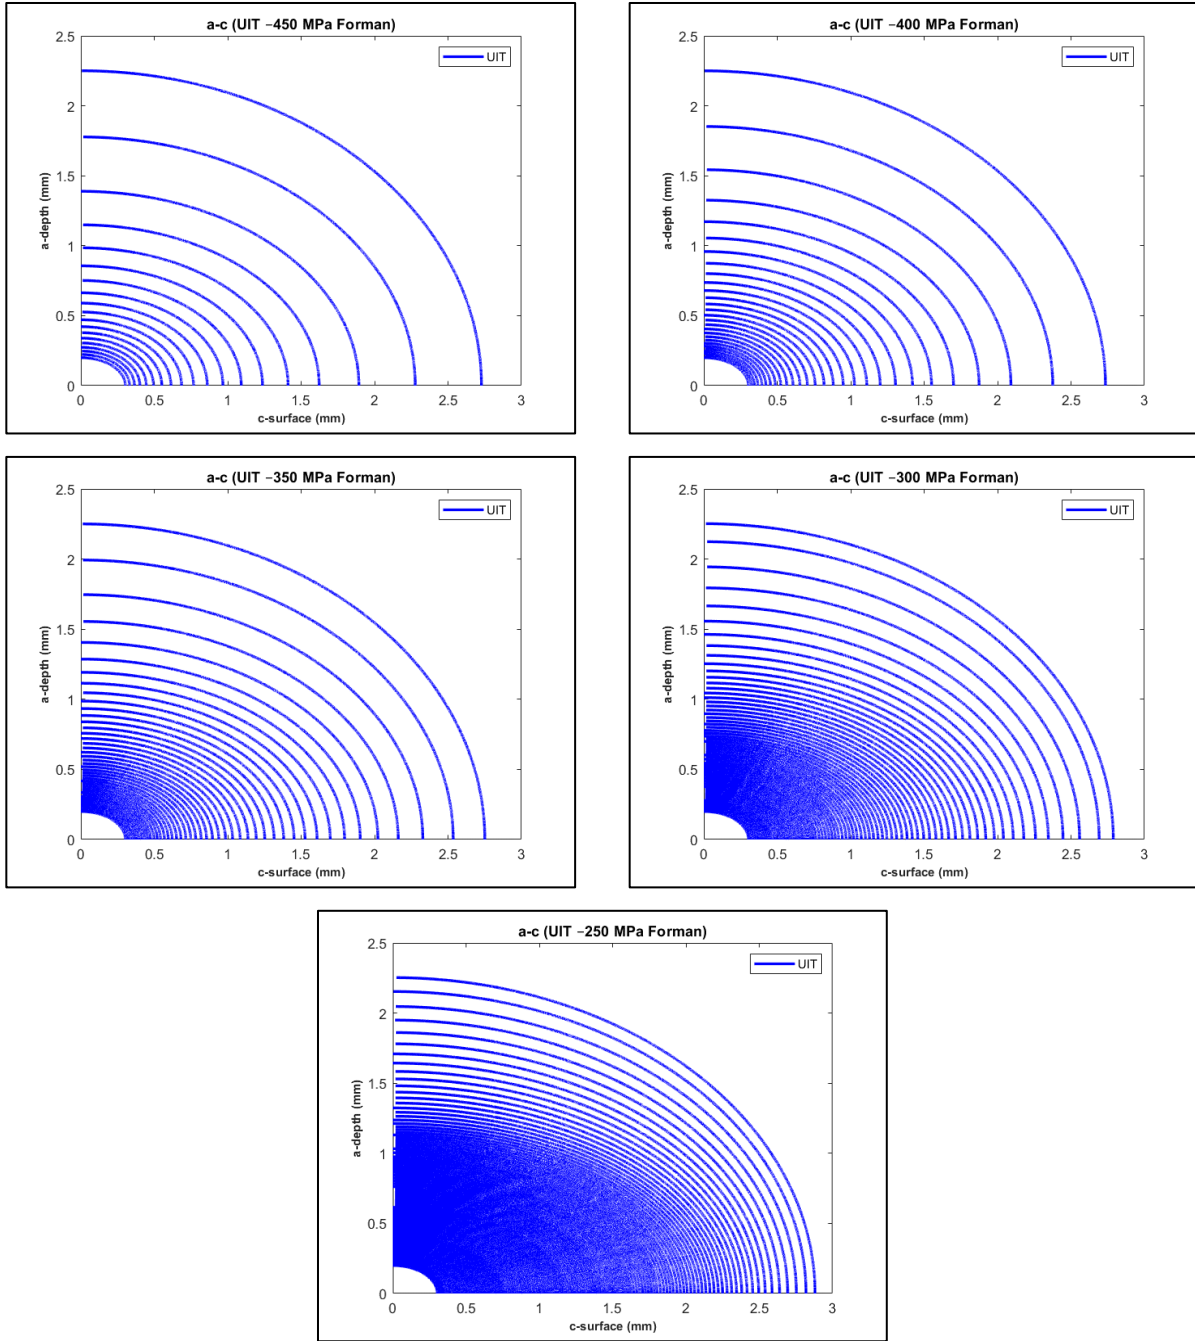 a-c (UIT −450 MPa Forman)
UIT
2.5
2
1.5
1
0.5
0
a-depth (mm)
0 0.5 1 1.5 2 2.5 3
c-surface (mm)
a-c (UIT −400 MPa Forman)
UIT
2.5
2
1.5
1
0.5
0
a-depth (mm)
0 0.5 1 1.5 2 2.5 3
c-surface (mm)
a-c (UIT −350 MPa Forman)
UIT
2.5
2
1.5
1
0.5
0
a-depth (mm)
0 0.5 1 1.5 2 2.5 3
c-surface (mm)
a-c (UIT −300 MPa Forman)
UIT
2.5
2
1.5
1
0.5
0
a-depth (mm)
0 0.5 1 1.5 2 2.5 3
c-surface (mm)
a-c (UIT −250 MPa Forman)
UIT
2.5
2
1.5
1
0.5
0
a-depth (mm)
0 0.5 1 1.5 2 2.5 3
c-surface (mm)